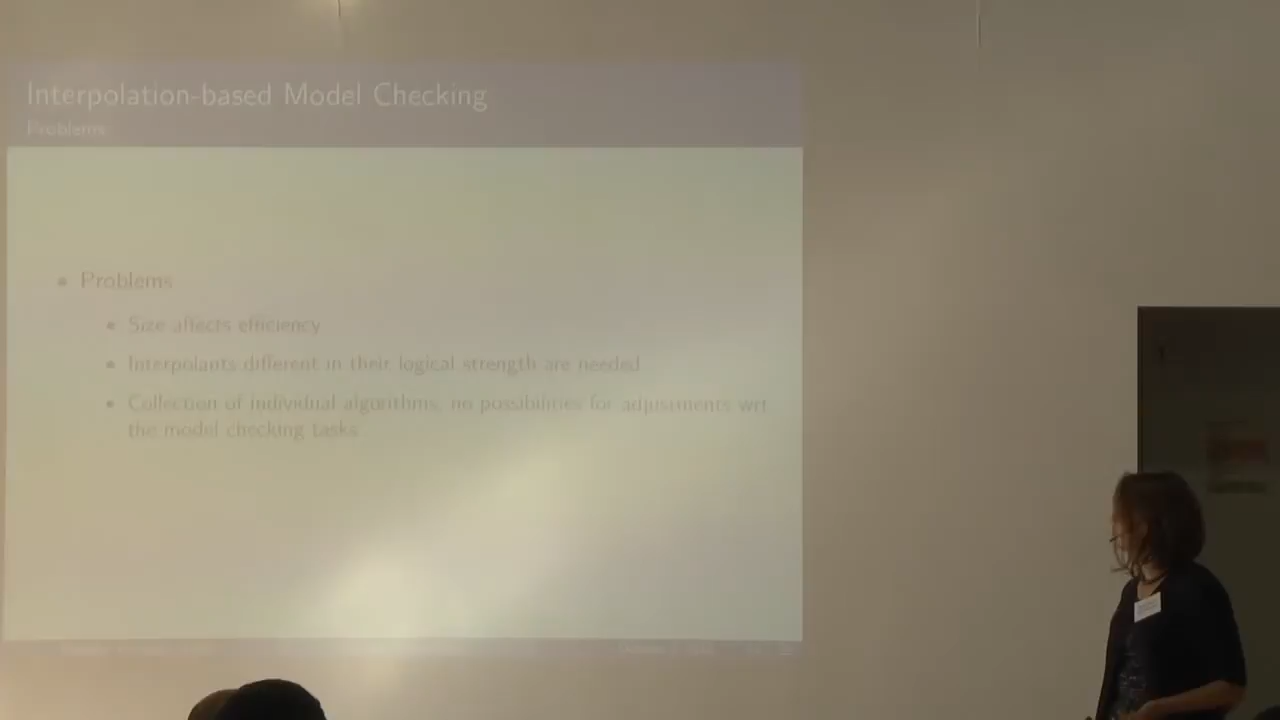 Interpolation-based Model Checking
Problems
Problems
Size affects efficiency
Interpolants different in their logical strength are needed
Collection of individual algorithms, no possibilities for adjustments wrt
the model checking tasks